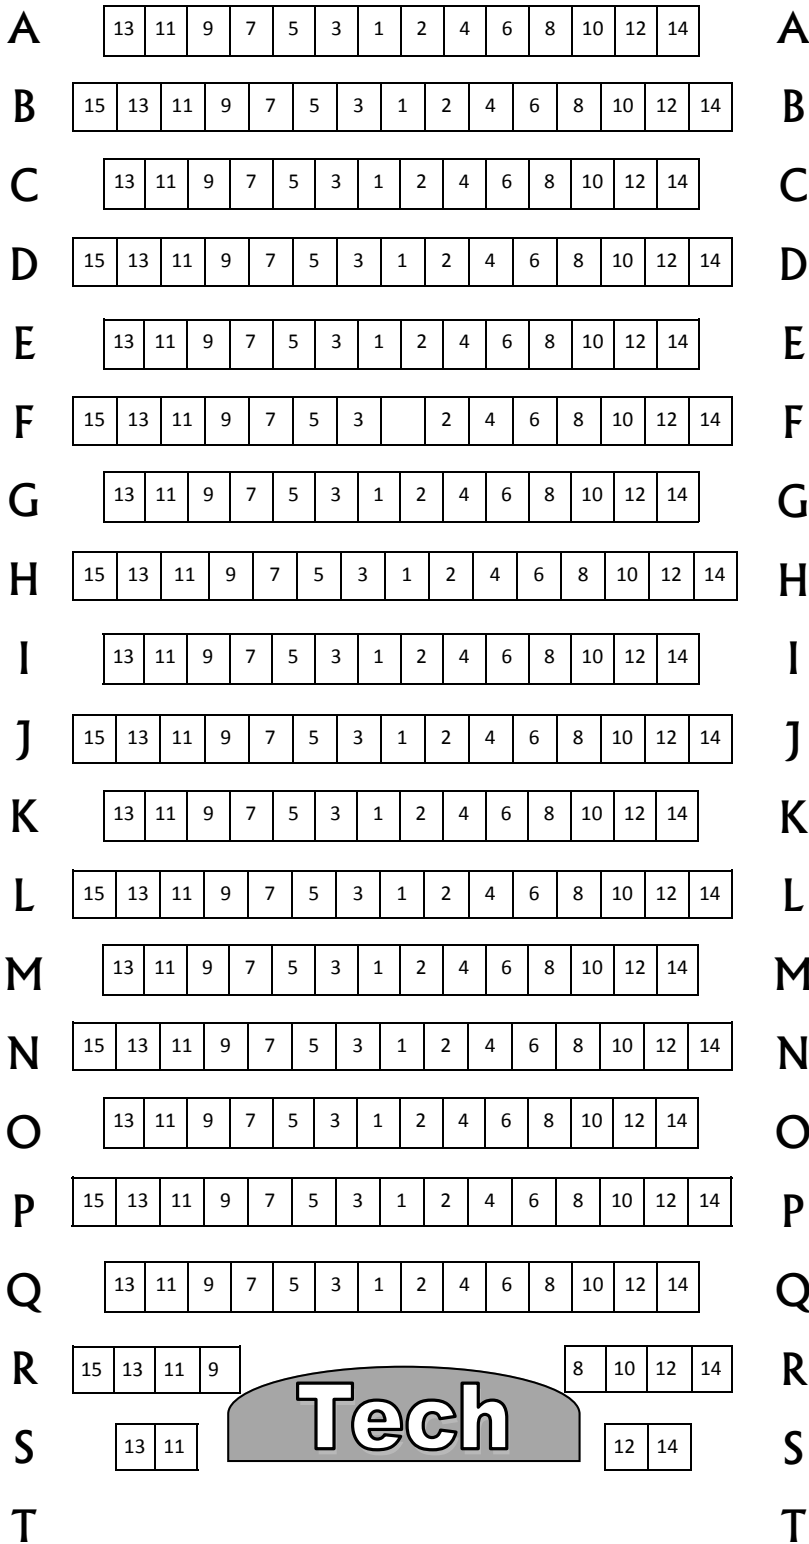 A 13 11 9 7 5 3 1 2 4 6 8 10 12 14 A
B 15 13 11 9 7 5 3 1 2 4 6 8 10 12 14 B
C 13 11 9 7 5 3 1 2 4 6 8 10 12 14 C
D 15 13 11 9 7 5 3 1 2 4 6 8 10 12 14 D
E 13 11 9 7 5 3 1 2 4 6 8 10 12 14 E
F 15 13 11 9 7 5 3 2 4 6 8 10 12 14 F
G 13 11 9 7 5 3 1 2 4 6 8 10 12 14 G
H 15 13 11 9 7 5 3 1 2 4 6 8 10 12 14 H
I 13 11 9 7 5 3 1 2 4 6 8 10 12 14 I
J 15 13 11 9 7 5 3 1 2 4 6 8 10 12 14 J
K 13 11 9 7 5 3 1 2 4 6 8 10 12 14 K
L 15 13 11 9 7 5 3 1 2 4 6 8 10 12 14 L
M 13 11 9 7 5 3 1 2 4 6 8 10 12 14 M
N 15 13 11 9 7 5 3 1 2 4 6 8 10 12 14 N
O 13 11 9 7 5 3 1 2 4 6 8 10 12 14 O
P 15 13 11 9 7 5 3 1 2 4 6 8 10 12 14 P
Q 13 11 9 7 5 3 1 2 4 6 8 10 12 14 Q
R 15 13 11 9 8 10 12 14 R
Tech
S 13 11 12 14 S
T T